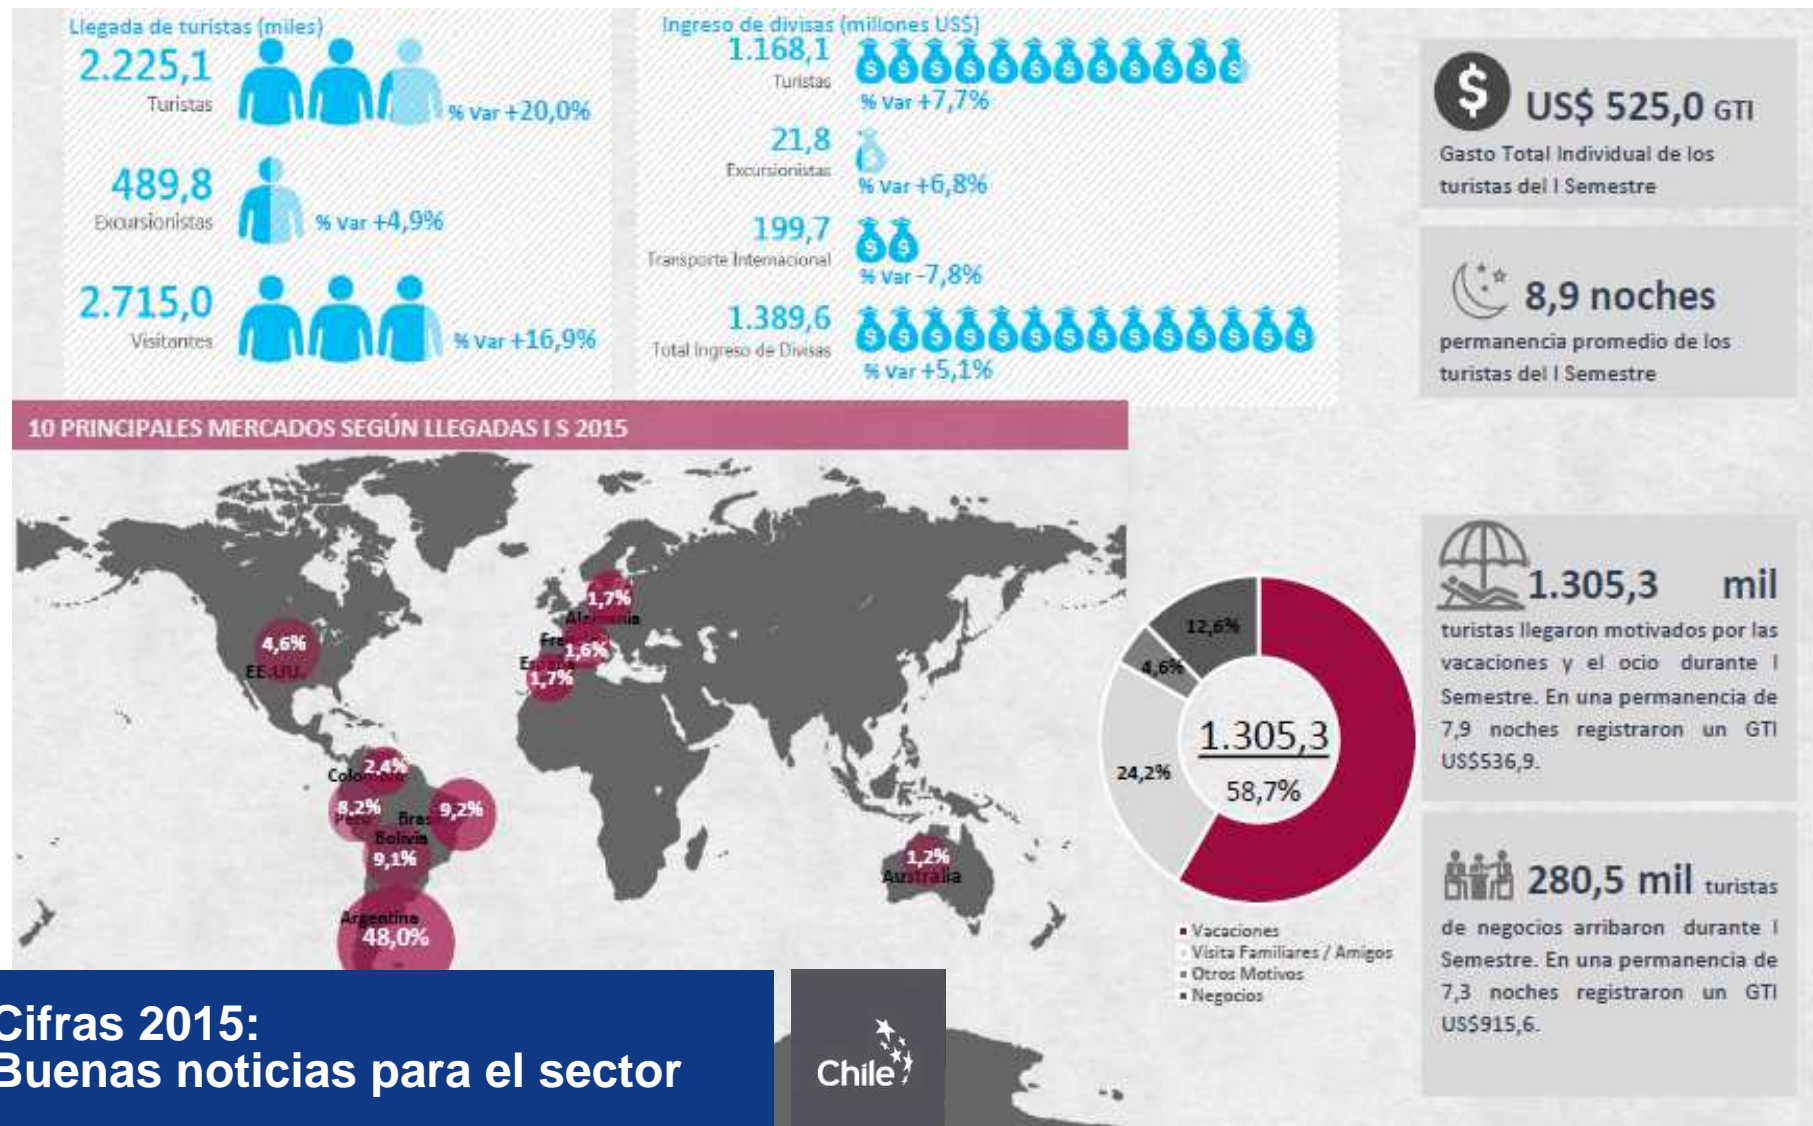 Llegada de turistas (miles)
2.225,1
Turistas
% Var +20,0%
489,8
Excursionistas
% Var +4,9%
2.715,0
Visitantes
% Var +16,9%
Ingreso de divisas (millones US$)
1.168,1
Turistas
% Var +7,7%
21,8
Excursionistas
% Var +6,8%
199,7
Transporte Internacional
% Var -7,8%
1.389,6
Total Ingreso de Divisas
% Var +5,1%
US$ 525,0 GTI
Gasto Total Individual de los
turistas del I Semestre
8,9 noches
permanencia promedio de los
turistas del I Semestre
10 PRINCIPALES MERCADOS SEGÚN LLEGADAS I S 2015
1,7%
Alemania
4,6%
EE.UU.
1,6%
1,7%
2,4%
8,2%
Perú
9,2%
Bolivia
9,1%
1,2%
Australia
Argentina
48,0%
12,6%
4,6%
24,2%
1.305,3
58,7%
Vacaciones
Visita Familiares / Amigos
Otros Motivos
Negocios
1.305,3 mil
turistas llegaron motivados por las
vacaciones y el ocio durante I
Semestre. En una permanencia de
7,9 noches registraron un GTI
US$536,9.
280,5 mil turistas
de negocios arribaron durante I
Semestre. En una permanencia de
7,3 noches registraron un GTI
US$915,6.
Cifras 2015:
Buenas noticias para el sector
Chile